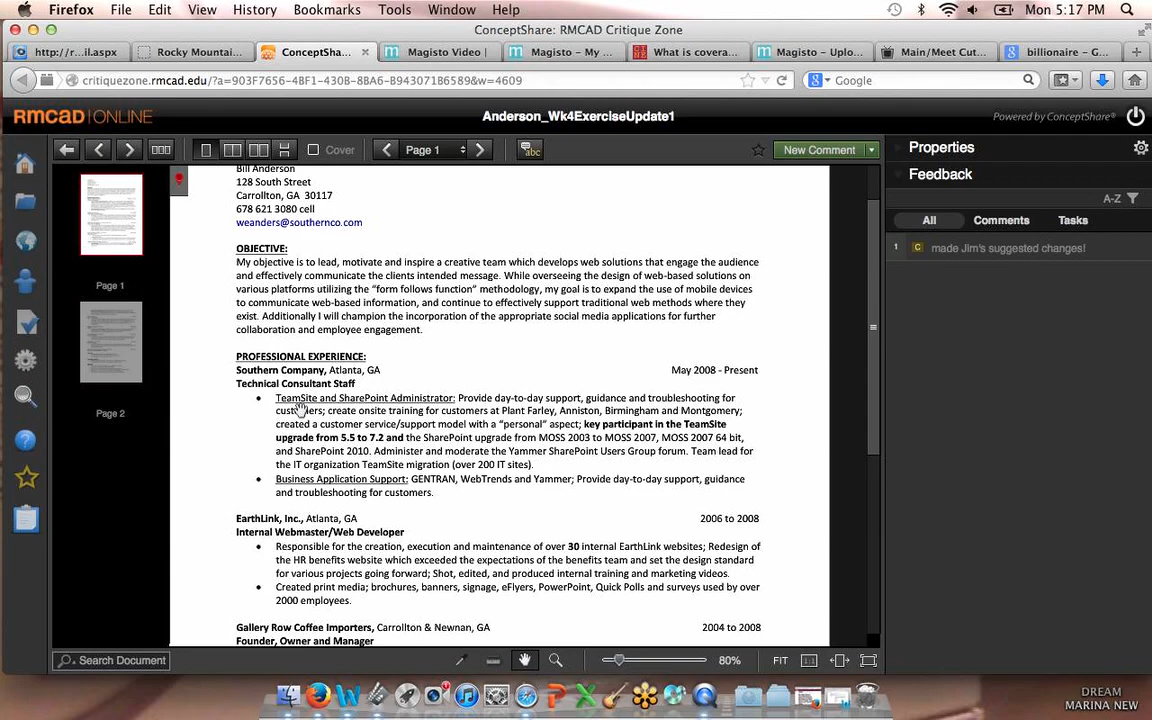 Firefox File Edit View History Bookmarks Tools Window Help Mon 5:17 PM
ConceptShare: RMCAD Critique Zone
http://r...il.aspx Rocky Mountai... ConceptSha... Magisto Video | Magisto - My ... What is covera... Magisto - Uplo... Main/Meet Cut... billionaire - G...
critiquezone.rmcad.edu/?a=903F7656-4BF1-430B-8BA6-B94307186589&w=4609 Google
RMCAD|ONLINE Anderson_Wk4ExerciseUpdate1 Powered by ConceptShare®
Cover Page 1 abc New Comment Properties
Feedback
A-Z
All Comments Tasks
1 C made Jim's suggested changes!
Page 1
Page 2
Bill Anderson
128 South Street
Carrollton, GA 30117
678 621 3080 cell
weanders@southernco.com
OBJECTIVE:
My objective is to lead, motivate and inspire a creative team which develops web solutions that engage the audience
and effectively communicate the clients intended message. While overseeing the design of web-based solutions on
various platforms utilizing the "form follows function" methodology, my goal is to expand the use of mobile devices
to communicate web-based information, and continue to effectively support traditional web methods where they
exist. Additionally I will champion the incorporation of the appropriate social media applications for further
collaboration and employee engagement.
PROFESSIONAL EXPERIENCE:
Southern Company, Atlanta, GA May 2008 - Present
Technical Consultant Staff
• TeamSite and SharePoint Administrator: Provide day-to-day support, guidance and troubleshooting for
customers; create onsite training for customers at Plant Farley, Anniston, Birmingham and Montgomery;
created a customer service/support model with a "personal" aspect; key participant in the TeamSite
upgrade from 5.5 to 7.2 and the SharePoint upgrade from MOSS 2003 to MOSS 2007, MOSS 2007 64 bit,
and SharePoint 2010. Administer and moderate the Yammer SharePoint Users Group forum. Team lead for
the IT organization TeamSite migration (over 200 IT sites).
• Business Application Support: GENTRAN, WebTrends and Yammer; Provide day-to-day support, guidance
and troubleshooting for customers.
EarthLink, Inc., Atlanta, GA 2006 to 2008
Internal Webmaster/Web Developer
• Responsible for the creation, execution and maintenance of over 30 internal EarthLink websites; Redesign of
the HR benefits website which exceeded the expectations of the benefits team and set the design standard
for various projects going forward; Shot, edited, and produced internal training and marketing videos.
• Created print media; brochures, banners, signage, eFlyers, PowerPoint, Quick Polls and surveys used by over
2000 employees.
Gallery Row Coffee Importers, Carrollton & Newnan, GA 2004 to 2008
Founder, Owner and Manager
Search Document 80% FIT 1:1
DREAM
MARINA NEW